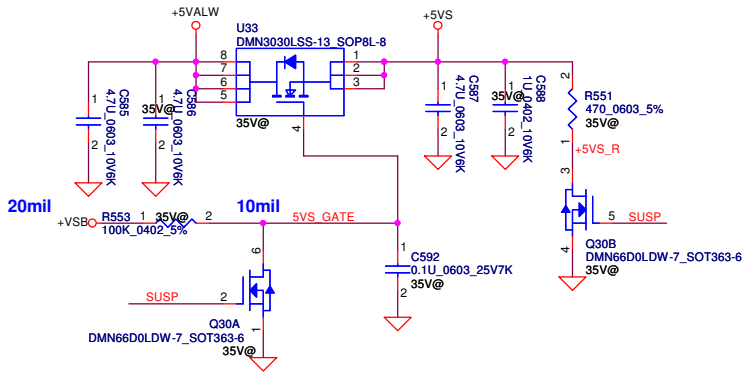 +5VALW
+5VS
U33
DMN3030LSS-13_SOP8L-8
8
7
6
5
1
2
3
4
35V@
1
2
C585
4.7U_0603_10V6K
1
2
C586
4.7U_0603_10V6K
35V@
1
2
C587
4.7U_0603_10V6K
1
2
C588
1U_0402_10V6K
35V@
2
1
R551
470_0603_5%
35V@
+5VS_R
20mil
10mil
+VSB
1
35V@
2
R553
100K_0402_5%
5VS_GATE
1
2
C592
0.1U_0603_25V7K
35V@
3
5
SUSP
4
Q30B
DMN66D0LDW-7_SOT363-6
35V@
6
SUSP
2
1
Q30A
DMN66D0LDW-7_SOT363-6
35V@